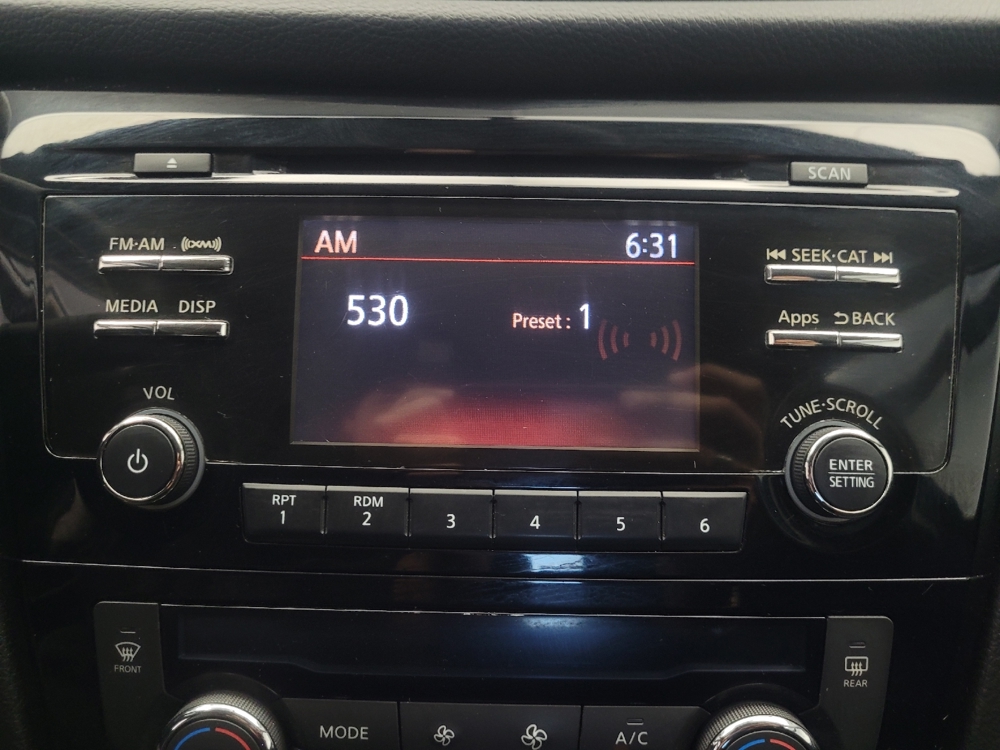 SCAN
AM 6:31
FM·AM ((XM))
SEEK·CAT
530
Preset : 1
MEDIA DISP
Apps BACK
VOL
TUNE·SCROLL
ENTER
SETTING
RPT RDM
1 2 3 4 5 6
FRONT
REAR
MODE A/C